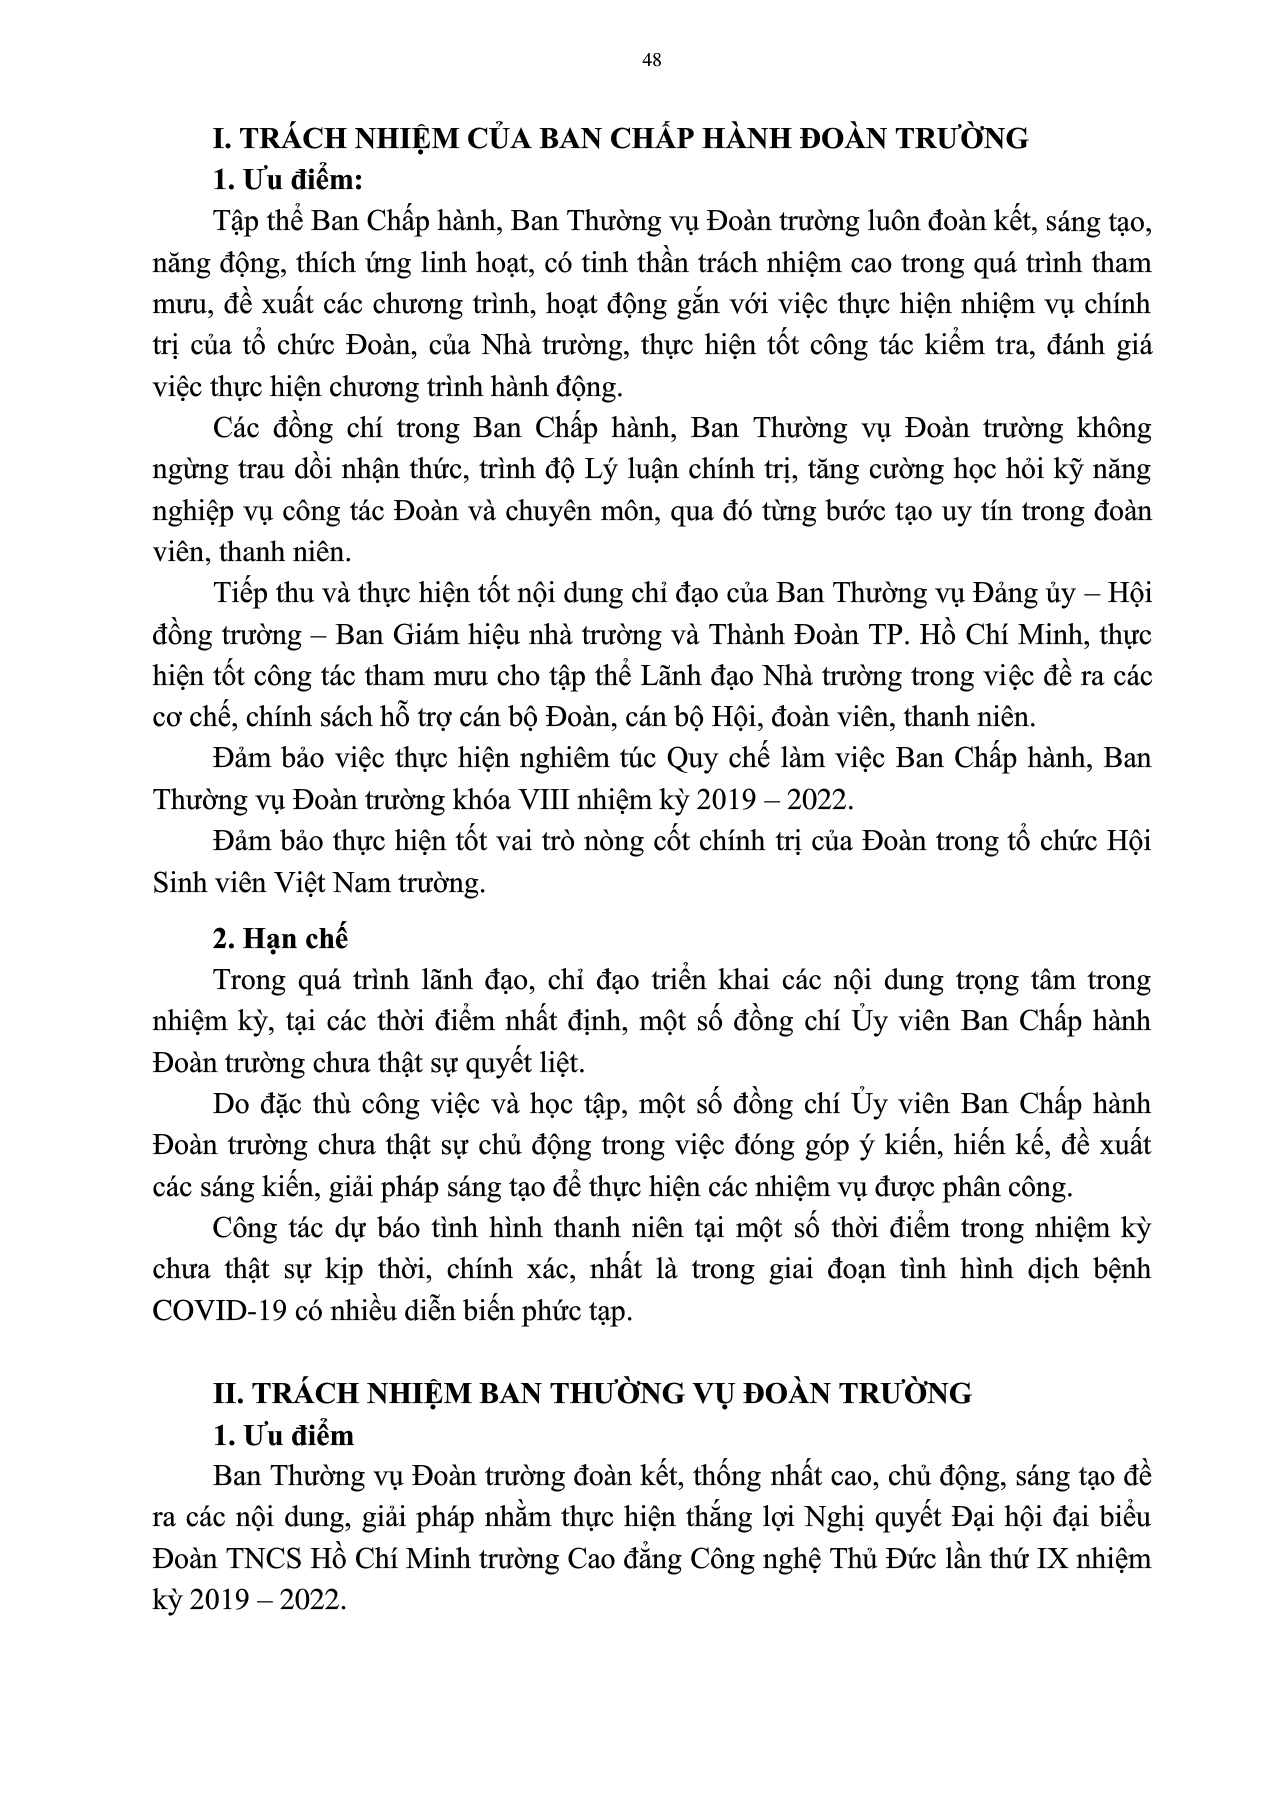 48
I. TRÁCH NHIỆM CỦA BAN CHẤP HÀNH ĐOÀN TRƯỜNG
1. Ưu điểm:
Tập thể Ban Chấp hành, Ban Thường vụ Đoàn trường luôn đoàn kết, sáng tạo,
năng động, thích ứng linh hoạt, có tinh thần trách nhiệm cao trong quá trình tham
mưu, đề xuất các chương trình, hoạt động gắn với việc thực hiện nhiệm vụ chính
trị của tổ chức Đoàn, của Nhà trường, thực hiện tốt công tác kiểm tra, đánh giá
việc thực hiện chương trình hành động.
Các đồng chí trong Ban Chấp hành, Ban Thường vụ Đoàn trường không
ngừng trau dồi nhận thức, trình độ Lý luận chính trị, tăng cường học hỏi kỹ năng
nghiệp vụ công tác Đoàn và chuyên môn, qua đó từng bước tạo uy tín trong đoàn
viên, thanh niên.
Tiếp thu và thực hiện tốt nội dung chỉ đạo của Ban Thường vụ Đảng ủy – Hội
đồng trường – Ban Giám hiệu nhà trường và Thành Đoàn TP. Hồ Chí Minh, thực
hiện tốt công tác tham mưu cho tập thể Lãnh đạo Nhà trường trong việc đề ra các
cơ chế, chính sách hỗ trợ cán bộ Đoàn, cán bộ Hội, đoàn viên, thanh niên.
Đảm bảo việc thực hiện nghiêm túc Quy chế làm việc Ban Chấp hành, Ban
Thường vụ Đoàn trường khóa VIII nhiệm kỳ 2019 – 2022.
Đảm bảo thực hiện tốt vai trò nòng cốt chính trị của Đoàn trong tổ chức Hội
Sinh viên Việt Nam trường.
2. Hạn chế
Trong quá trình lãnh đạo, chỉ đạo triển khai các nội dung trọng tâm trong
nhiệm kỳ, tại các thời điểm nhất định, một số đồng chí Ủy viên Ban Chấp hành
Đoàn trường chưa thật sự quyết liệt.
Do đặc thù công việc và học tập, một số đồng chí Ủy viên Ban Chấp hành
Đoàn trường chưa thật sự chủ động trong việc đóng góp ý kiến, hiến kế, đề xuất
các sáng kiến, giải pháp sáng tạo để thực hiện các nhiệm vụ được phân công.
Công tác dự báo tình hình thanh niên tại một số thời điểm trong nhiệm kỳ
chưa thật sự kịp thời, chính xác, nhất là trong giai đoạn tình hình dịch bệnh
COVID-19 có nhiều diễn biến phức tạp.
II. TRÁCH NHIỆM BAN THƯỜNG VỤ ĐOÀN TRƯỜNG
1. Ưu điểm
Ban Thường vụ Đoàn trường đoàn kết, thống nhất cao, chủ động, sáng tạo đề
ra các nội dung, giải pháp nhằm thực hiện thắng lợi Nghị quyết Đại hội đại biểu
Đoàn TNCS Hồ Chí Minh trường Cao đẳng Công nghệ Thủ Đức lần thứ IX nhiệm
kỳ 2019 – 2022.